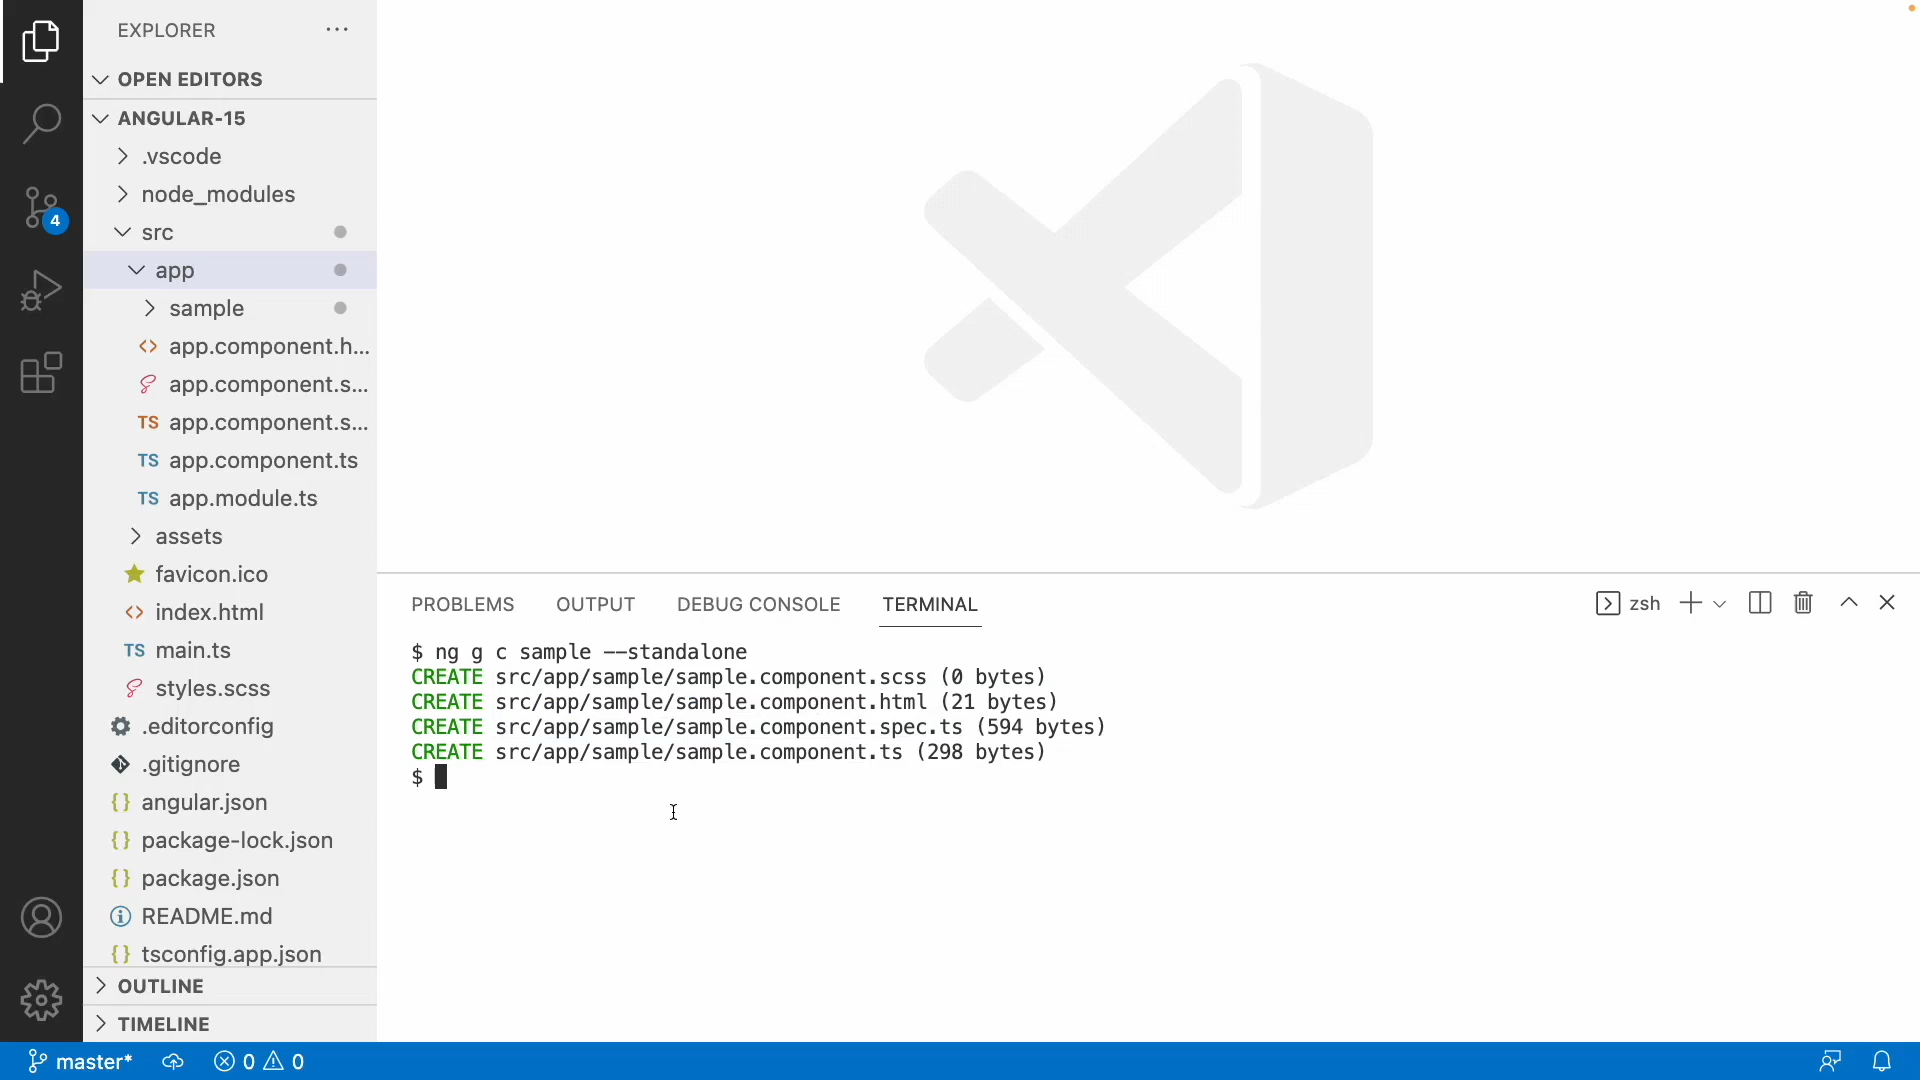 EXPLORER
OPEN EDITORS
ANGULAR-15
.vscode
node_modules
4
src
app
sample
app.component.h...
app.component.s...
TS app.component.s...
TS app.component.ts
TS app.module.ts
assets
favicon.ico
index.html
TS main.ts
styles.scss
.editorconfig
.gitignore
{} angular.json
{} package-lock.json
{} package.json
README.md
{} tsconfig.app.json
OUTLINE
TIMELINE
PROBLEMS OUTPUT DEBUG CONSOLE TERMINAL zsh
$ ng g c sample --standalone
CREATE src/app/sample/sample.component.scss (0 bytes)
CREATE src/app/sample/sample.component.html (21 bytes)
CREATE src/app/sample/sample.component.spec.ts (594 bytes)
CREATE src/app/sample/sample.component.ts (298 bytes)
$
master* 0 0